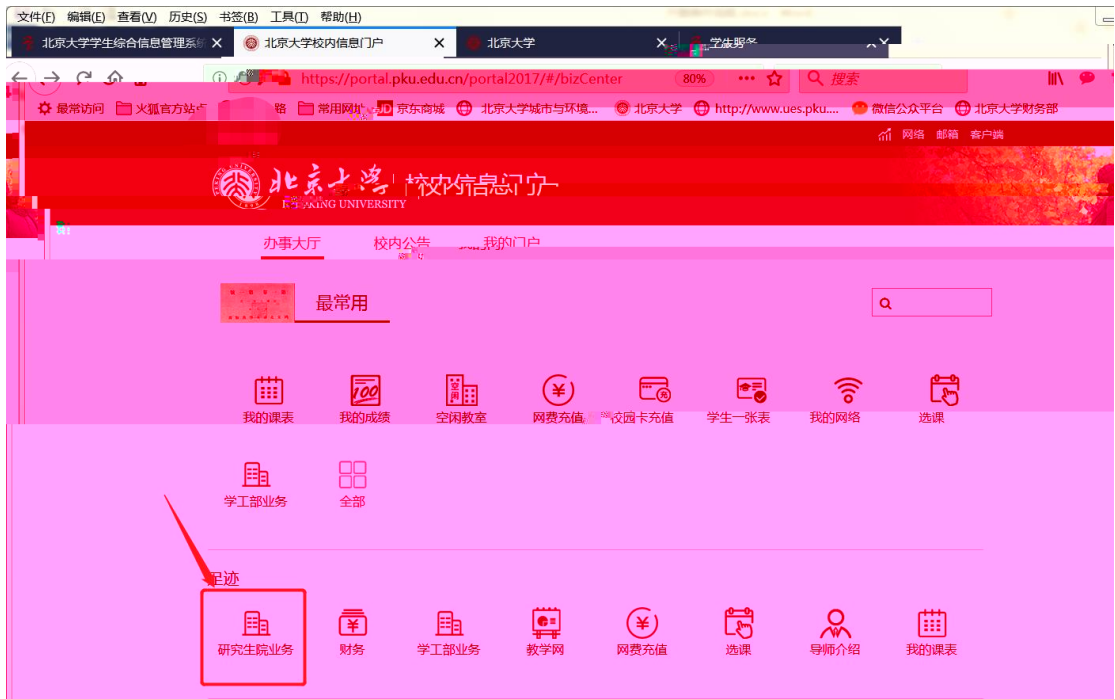 文件(F) 编辑(E) 查看(V) 历史(S) 书签(B) 工具(T) 帮助(H)
北京大学学生综合信息管理系统 北京大学校内信息门户 北京大学 学生服务
https://portal.pku.edu.cn/portal2017/#/bizCenter 80% 搜索
最常访问 火狐官方站点 常用网址 JD 京东商城 北京大学城市与环境... 北京大学 http://www.ues.pku.... 微信公众平台 北京大学财务部
网络 邮箱 客户端
北京大学 校内信息门户
PEKING UNIVERSITY
办事大厅 校内公告 我的门户
最常用
我的课表 我的成绩 空闲教室 网费充值 校园卡充值 学生一张表 我的网络 选课
学工部业务 全部
足迹
研究生院业务 财务 学工部业务 教学网 网费充值 选课 导师介绍 我的课表